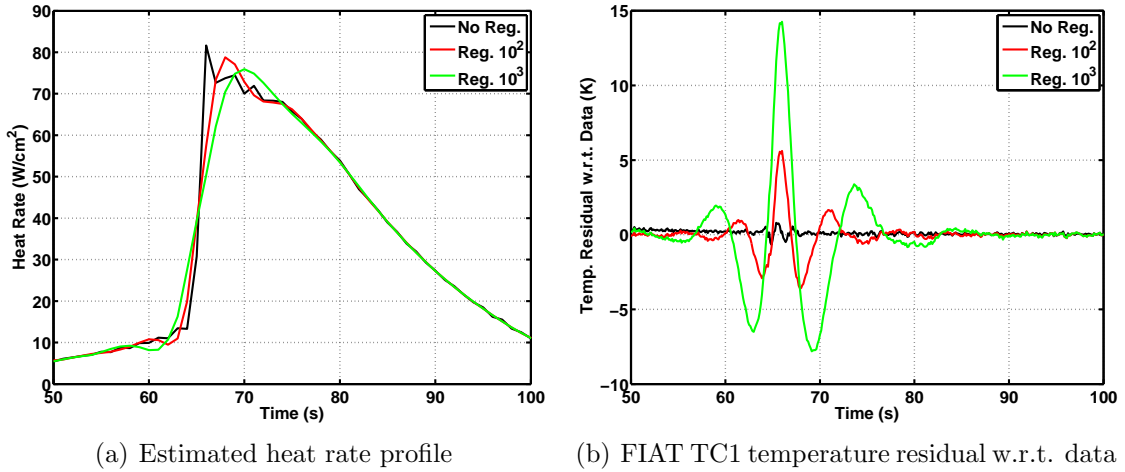 90
80
70
60
50
40
30
20
10
0
50 60 70 80 90 100
Heat Rate (W/cm²)
Time (s)
No Reg.
Reg. 10²
Reg. 10³
(a) Estimated heat rate profile
15
10
5
0
−5
−10
50 60 70 80 90 100
Temp. Residual w.r.t. Data (K)
Time (s)
No Reg.
Reg. 10²
Reg. 10³
(b) FIAT TC1 temperature residual w.r.t. data